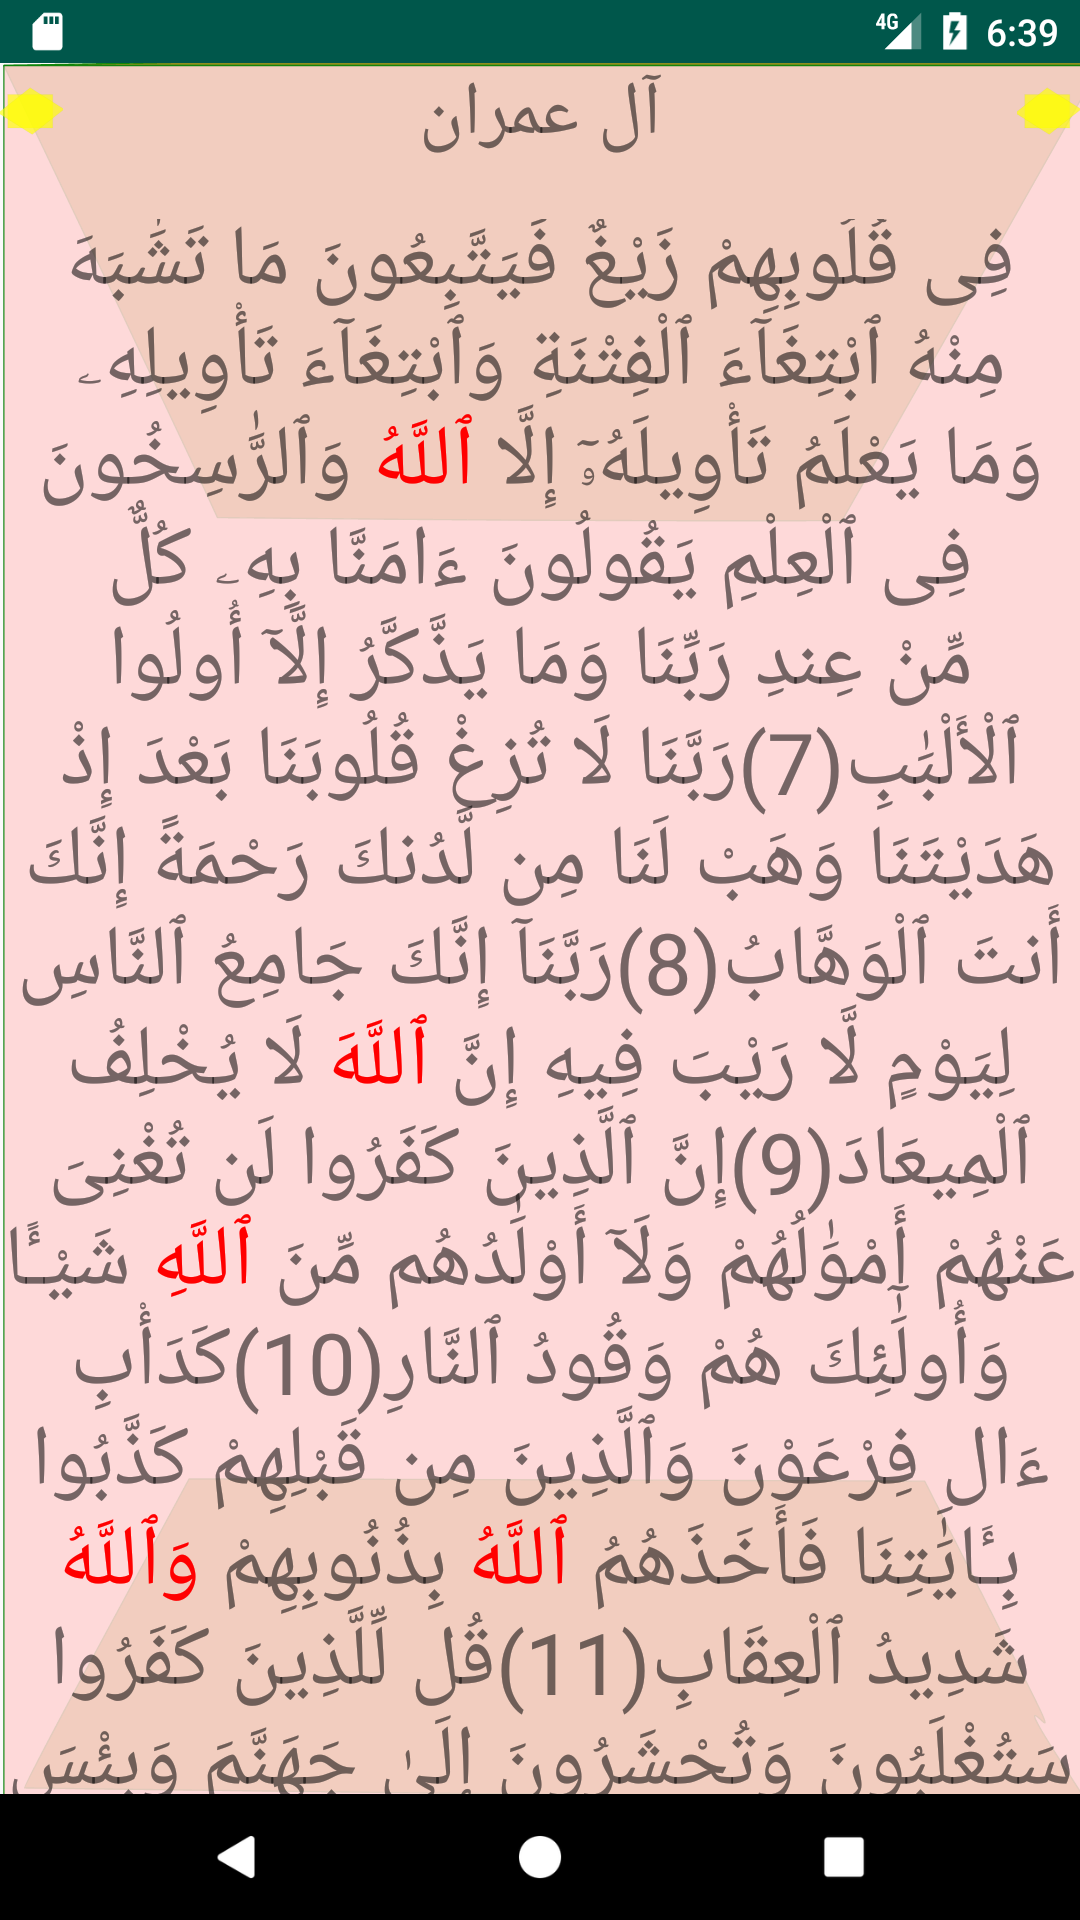 4G 6:39
آل عمران
فِى قُلُوبِهِمْ زَيْغٌ فَيَتَّبِعُونَ مَا تَشَٰبَهَ
مِنْهُ ٱبْتِغَآءَ ٱلْفِتْنَةِ وَٱبْتِغَآءَ تَأْوِيلِهِۦ
وَمَا يَعْلَمُ تَأْوِيلَهُۥٓ إِلَّا ٱللَّهُ وَٱلرَّٰسِخُونَ
فِى ٱلْعِلْمِ يَقُولُونَ ءَامَنَّا بِهِۦ كُلٌّ
مِّنْ عِندِ رَبِّنَا وَمَا يَذَّكَّرُ إِلَّآ أُولُوا
ٱلْأَلْبَٰبِ(7)رَبَّنَا لَا تُزِغْ قُلُوبَنَا بَعْدَ إِذْ
هَدَيْتَنَا وَهَبْ لَنَا مِن لَّدُنكَ رَحْمَةً إِنَّكَ
أَنتَ ٱلْوَهَّابُ(8)رَبَّنَآ إِنَّكَ جَامِعُ ٱلنَّاسِ
لِيَوْمٍ لَّا رَيْبَ فِيهِ إِنَّ ٱللَّهَ لَا يُخْلِفُ
ٱلْمِيعَادَ(9)إِنَّ ٱلَّذِينَ كَفَرُوا لَن تُغْنِىَ
عَنْهُمْ أَمْوَٰلُهُمْ وَلَآ أَوْلَٰدُهُم مِّنَ ٱللَّهِ شَيْـًٔا
وَأُولَٰٓئِكَ هُمْ وَقُودُ ٱلنَّارِ(10)كَدَأْبِ
ءَالِ فِرْعَوْنَ وَٱلَّذِينَ مِن قَبْلِهِمْ كَذَّبُوا
بِـَٔايَٰتِنَا فَأَخَذَهُمُ ٱللَّهُ بِذُنُوبِهِمْ وَٱللَّهُ
شَدِيدُ ٱلْعِقَابِ(11)قُل لِّلَّذِينَ كَفَرُوا
سَتُغْلَبُونَ وَتُحْشَرُونَ إِلَىٰ جَهَنَّمَ وَبِئْسَ